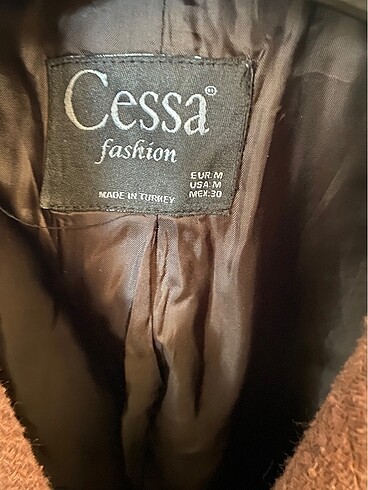 Cessa®
fashion
EUR:M
USA:M
MEX:30
MADE IN TURKEY